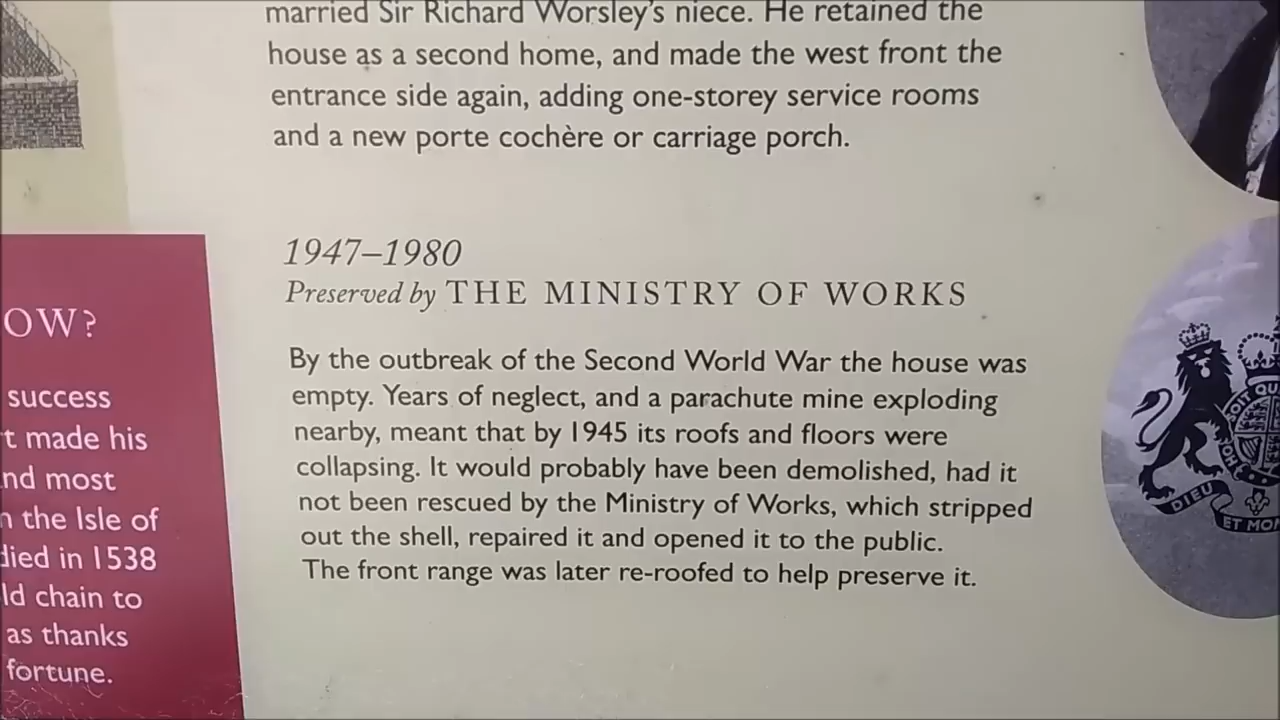 married Sir Richard Worsley's niece. He retained the
house as a second home, and made the west front the
entrance side again, adding one-storey service rooms
and a new porte cochère or carriage porch.
1947–1980
Preserved by THE MINISTRY OF WORKS
By the outbreak of the Second World War the house was
empty. Years of neglect, and a parachute mine exploding
nearby, meant that by 1945 its roofs and floors were
collapsing. It would probably have been demolished, had it
not been rescued by the Ministry of Works, which stripped
out the shell, repaired it and opened it to the public.
The front range was later re-roofed to help preserve it.
OW?
success
t made his
nd most
n the Isle of
died in 1538
ld chain to
as thanks
fortune.
SOIT QU
HO
DIEU
ET MO